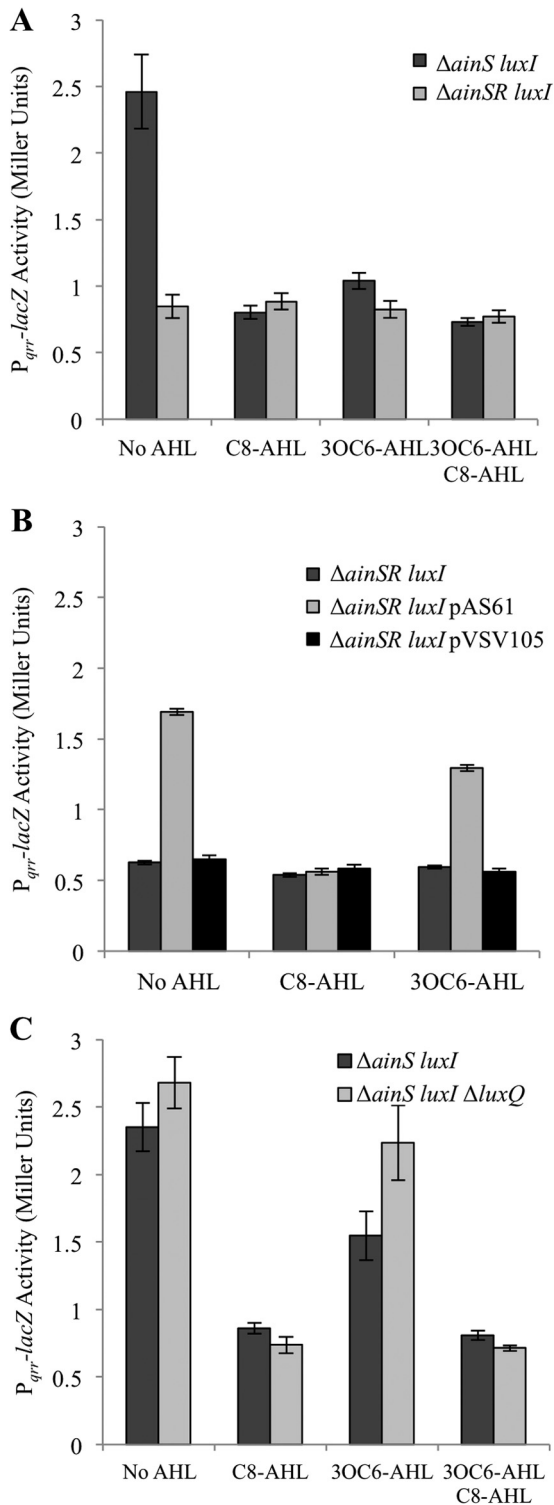 A
P qrr-lacZ Activity (Miller Units)
3
2.5
2
1.5
1
0.5
0
ΔainS luxI
ΔainSR luxI
No AHL C8-AHL 3OC6-AHL 3OC6-AHL
C8-AHL
B
P qrr-lacZ Activity (Miller Units)
3
2.5
2
1.5
1
0.5
0
ΔainSR luxI
ΔainSR luxI pAS61
ΔainSR luxI pVSV105
No AHL C8-AHL 3OC6-AHL
C
P qrr-lacZ Activity (Miller Units)
3
2.5
2
1.5
1
0.5
0
ΔainS luxI
ΔainS luxI ΔluxQ
No AHL C8-AHL 3OC6-AHL 3OC6-AHL
C8-AHL